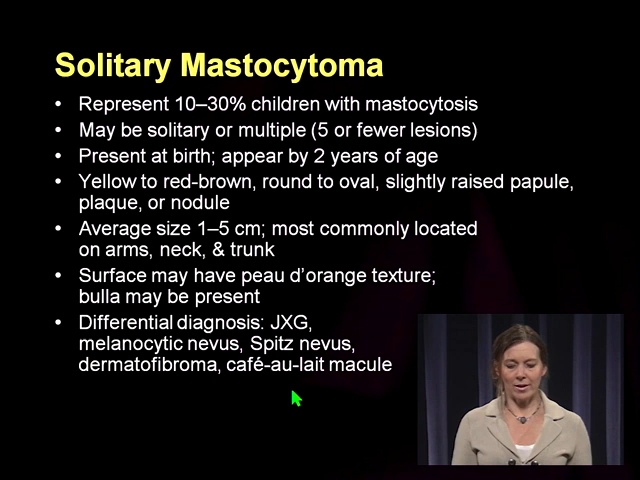 Solitary Mastocytoma
• Represent 10–30% children with mastocytosis
• May be solitary or multiple (5 or fewer lesions)
• Present at birth; appear by 2 years of age
• Yellow to red-brown, round to oval, slightly raised papule,
plaque, or nodule
• Average size 1–5 cm; most commonly located
on arms, neck, & trunk
• Surface may have peau d'orange texture;
bulla may be present
• Differential diagnosis: JXG,
melanocytic nevus, Spitz nevus,
dermatofibroma, café-au-lait macule